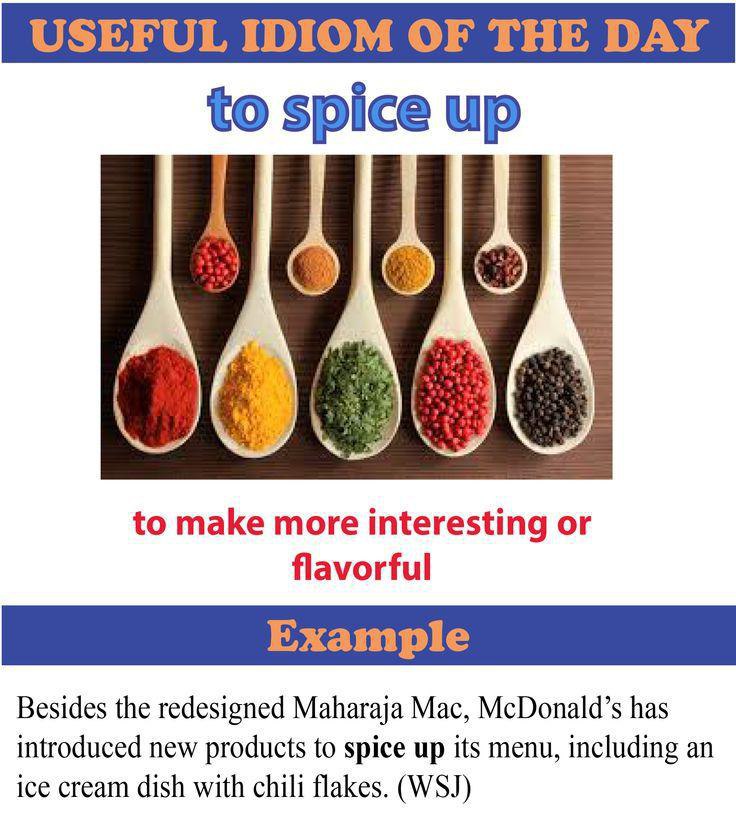 USEFUL IDIOM OF THE DAY
to spice up
to make more interesting or
flavorful
Example
Besides the redesigned Maharaja Mac, McDonald’s has
introduced new products to spice up its menu, including an
ice cream dish with chili flakes. (WSJ)